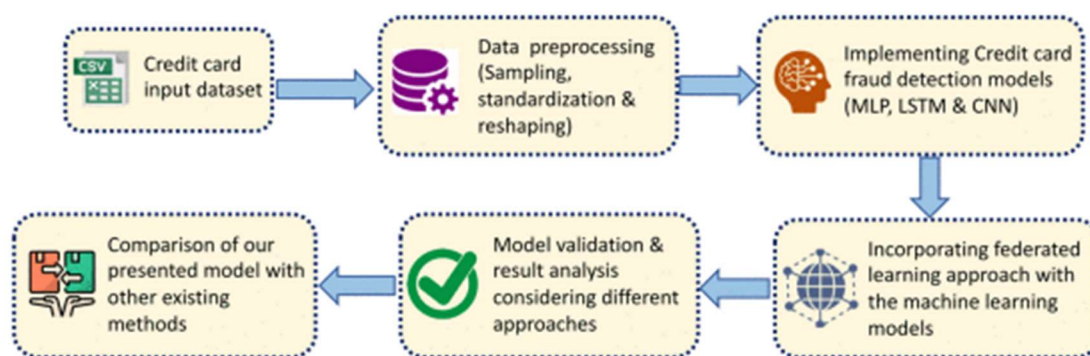 CSV
Credit card
input dataset
Data preprocessing
(Sampling,
standardization &
reshaping)
Implementing Credit card
fraud detection models
(MLP, LSTM & CNN)
Comparison of our
presented model with
other existing
methods
Model validation &
result analysis
considering different
approaches
Incorporating federated
learning approach with
the machine learning
models